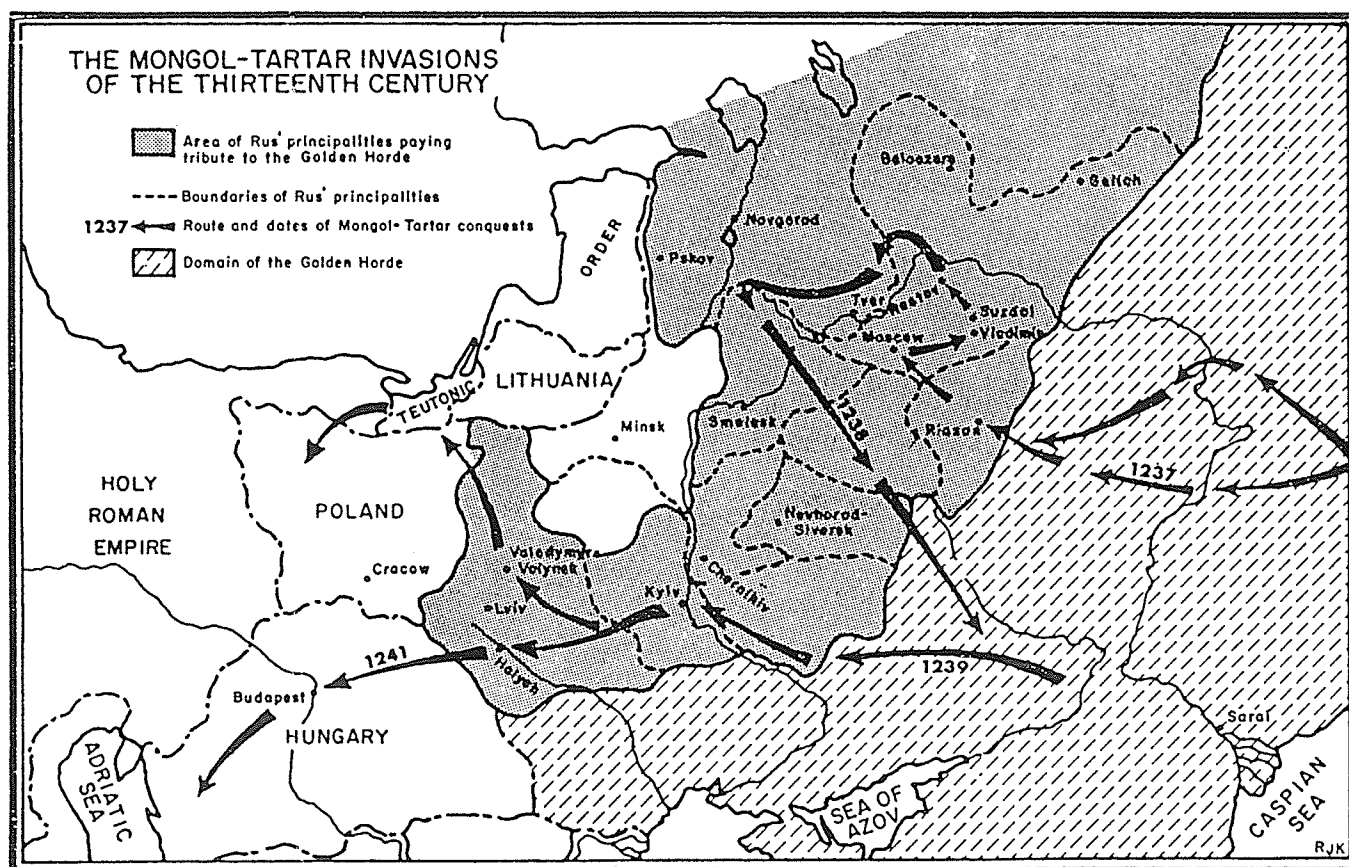 THE MONGOL-TARTAR INVASIONS
OF THE THIRTEENTH CENTURY
Area of Rus' principalities paying
tribute to the Golden Horde
Boundaries of Rus' principalities
1237
Route and dates of Mongol-Tartar conquests
Domain of the Golden Horde
Beloozero
Galich
Novgorod
Pskov
ORDER
Tver
Rostov
Suzdal
Vladimir
Moscow
LITHUANIA
TEUTONIC
Minsk
Smolesk
1238
Riazan
1237
HOLY
ROMAN
EMPIRE
POLAND
Cracow
Novhorod-
Siversk
Volodymyr-
Volynsk
Chernihiv
Lviv
Kyiv
Halych
1241
1239
Budapest
HUNGARY
Sarai
ADRIATIC
SEA
SEA OF
AZOV
CASPIAN
SEA
RJK